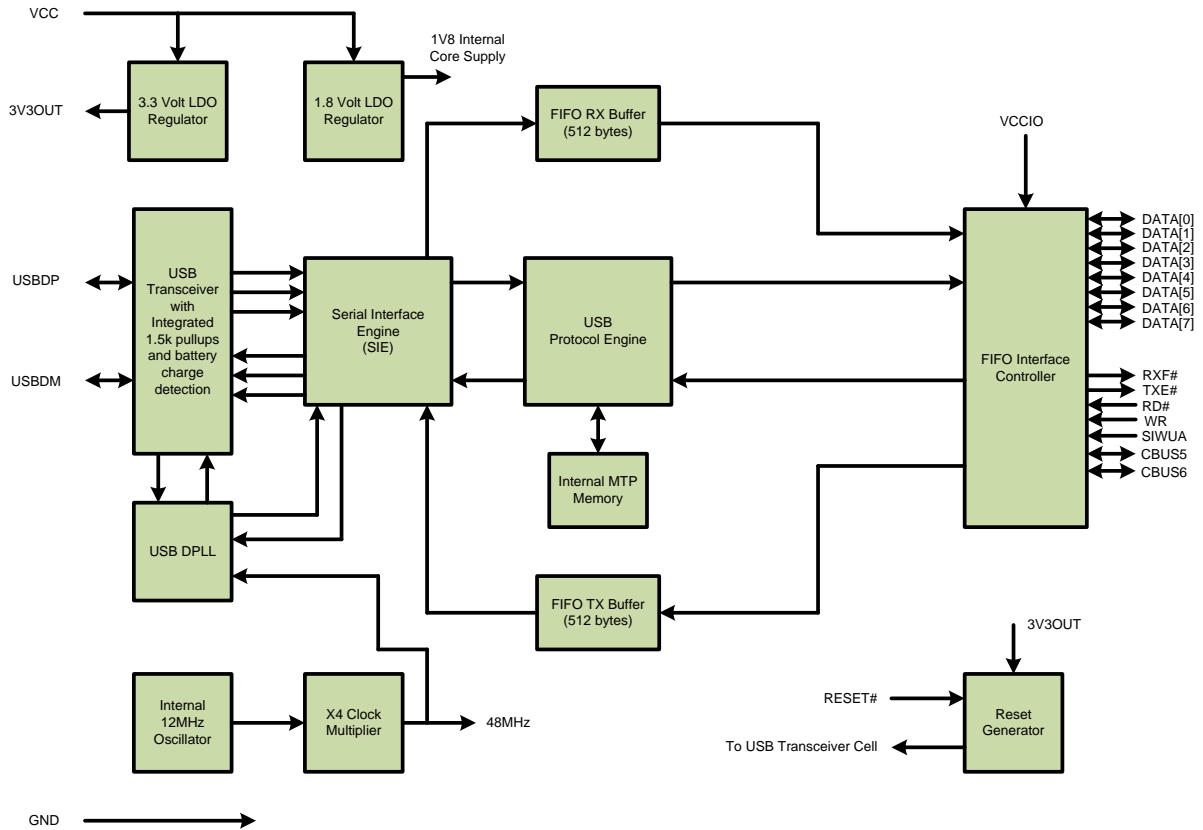 VCC
3.3 Volt LDO
Regulator
3V3OUT
1.8 Volt LDO
Regulator
1V8 Internal
Core Supply
FIFO RX Buffer
(512 bytes)
VCCIO
USBDP
USBDM
USB
Transceiver
with
Integrated
1.5k pullups
and battery
charge
detection
Serial Interface
Engine
(SIE)
USB
Protocol Engine
Internal MTP
Memory
FIFO Interface
Controller
DATA[0]
DATA[1]
DATA[2]
DATA[3]
DATA[4]
DATA[5]
DATA[6]
DATA[7]
RXF#
TXE#
RD#
WR
SIWUA
CBUS5
CBUS6
USB DPLL
FIFO TX Buffer
(512 bytes)
Internal
12MHz
Oscillator
X4 Clock
Multiplier
48MHz
3V3OUT
RESET#
Reset
Generator
To USB Transceiver Cell
GND